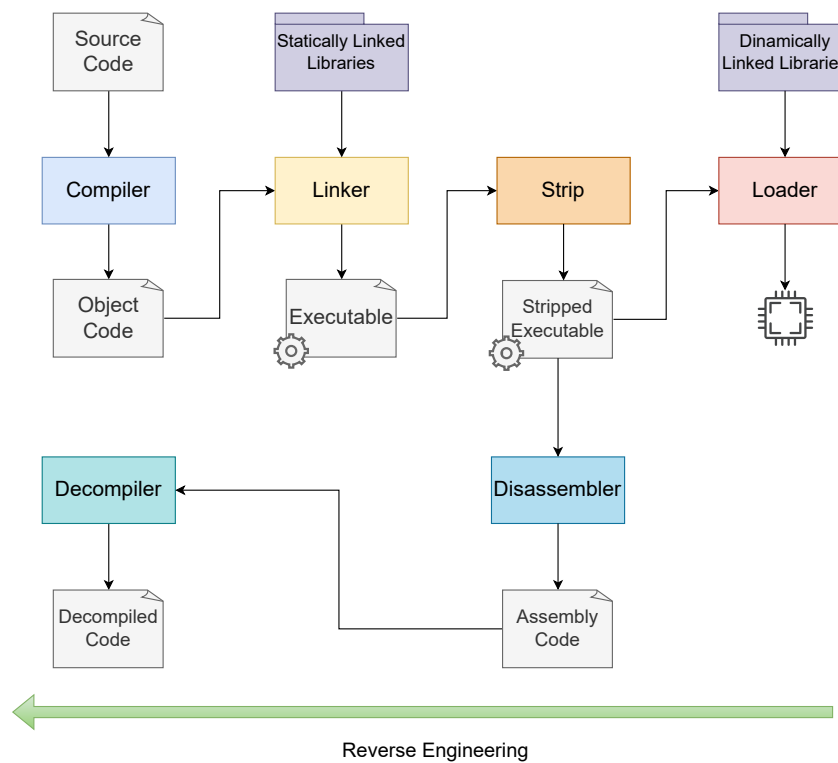 Source
Code
Statically Linked
Libraries
Dinamically
Linked Librarie
Compiler
Linker
Strip
Loader
Object
Code
Executable
Stripped
Executable
Decompiler
Disassembler
Decompiled
Code
Assembly
Code
Reverse Engineering